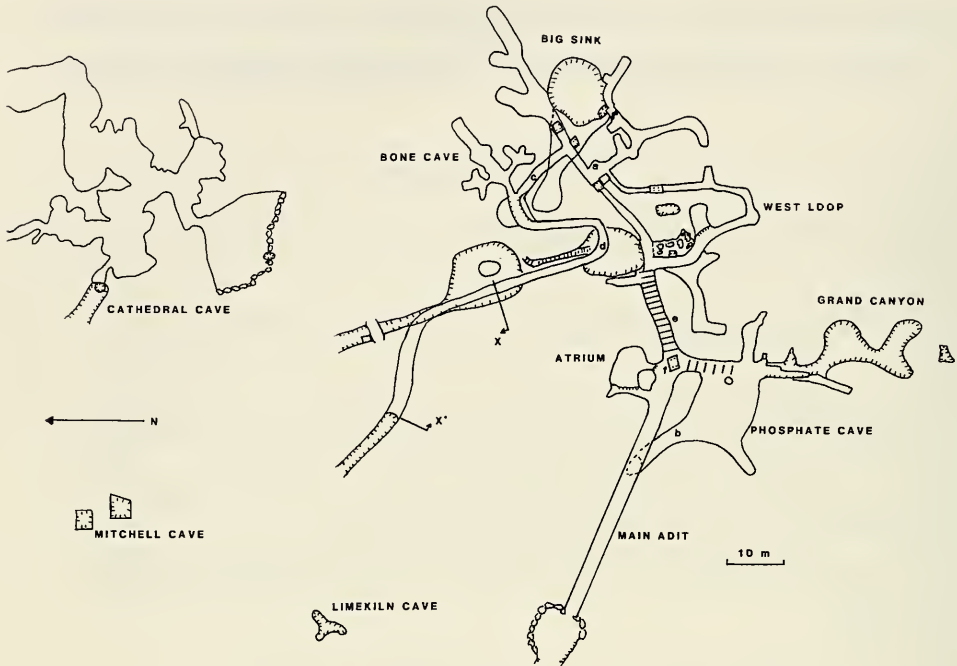 BIG SINK
BONE CAVE
c
a
WEST LOOP
d
CATHEDRAL CAVE
GRAND CANYON
X
e
ATRIUM
f
N
X'
b
PHOSPHATE CAVE
MITCHELL CAVE
MAIN ADIT
10 m
LIMEKILN CAVE